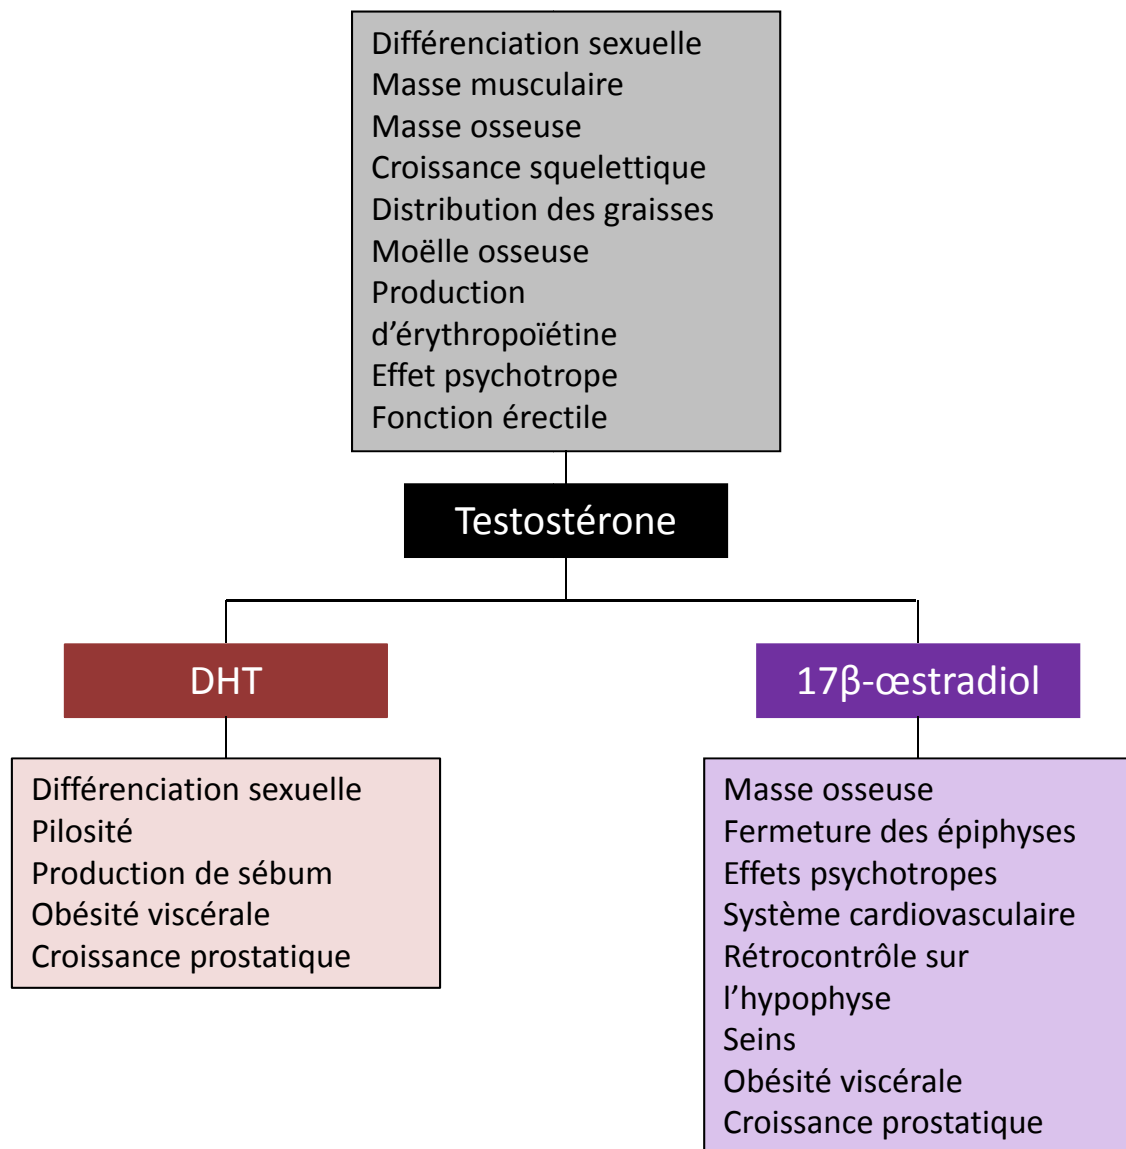 Différenciation sexuelle
Masse musculaire
Masse osseuse
Croissance squelettique
Distribution des graisses
Moëlle osseuse
Production
d’érythropoïétine
Effet psychotrope
Fonction érectile
Testostérone
DHT
17β-œstradiol
Différenciation sexuelle
Pilosité
Production de sébum
Obésité viscérale
Croissance prostatique
Masse osseuse
Fermeture des épiphyses
Effets psychotropes
Système cardiovasculaire
Rétrocontrôle sur
l’hypophyse
Seins
Obésité viscérale
Croissance prostatique